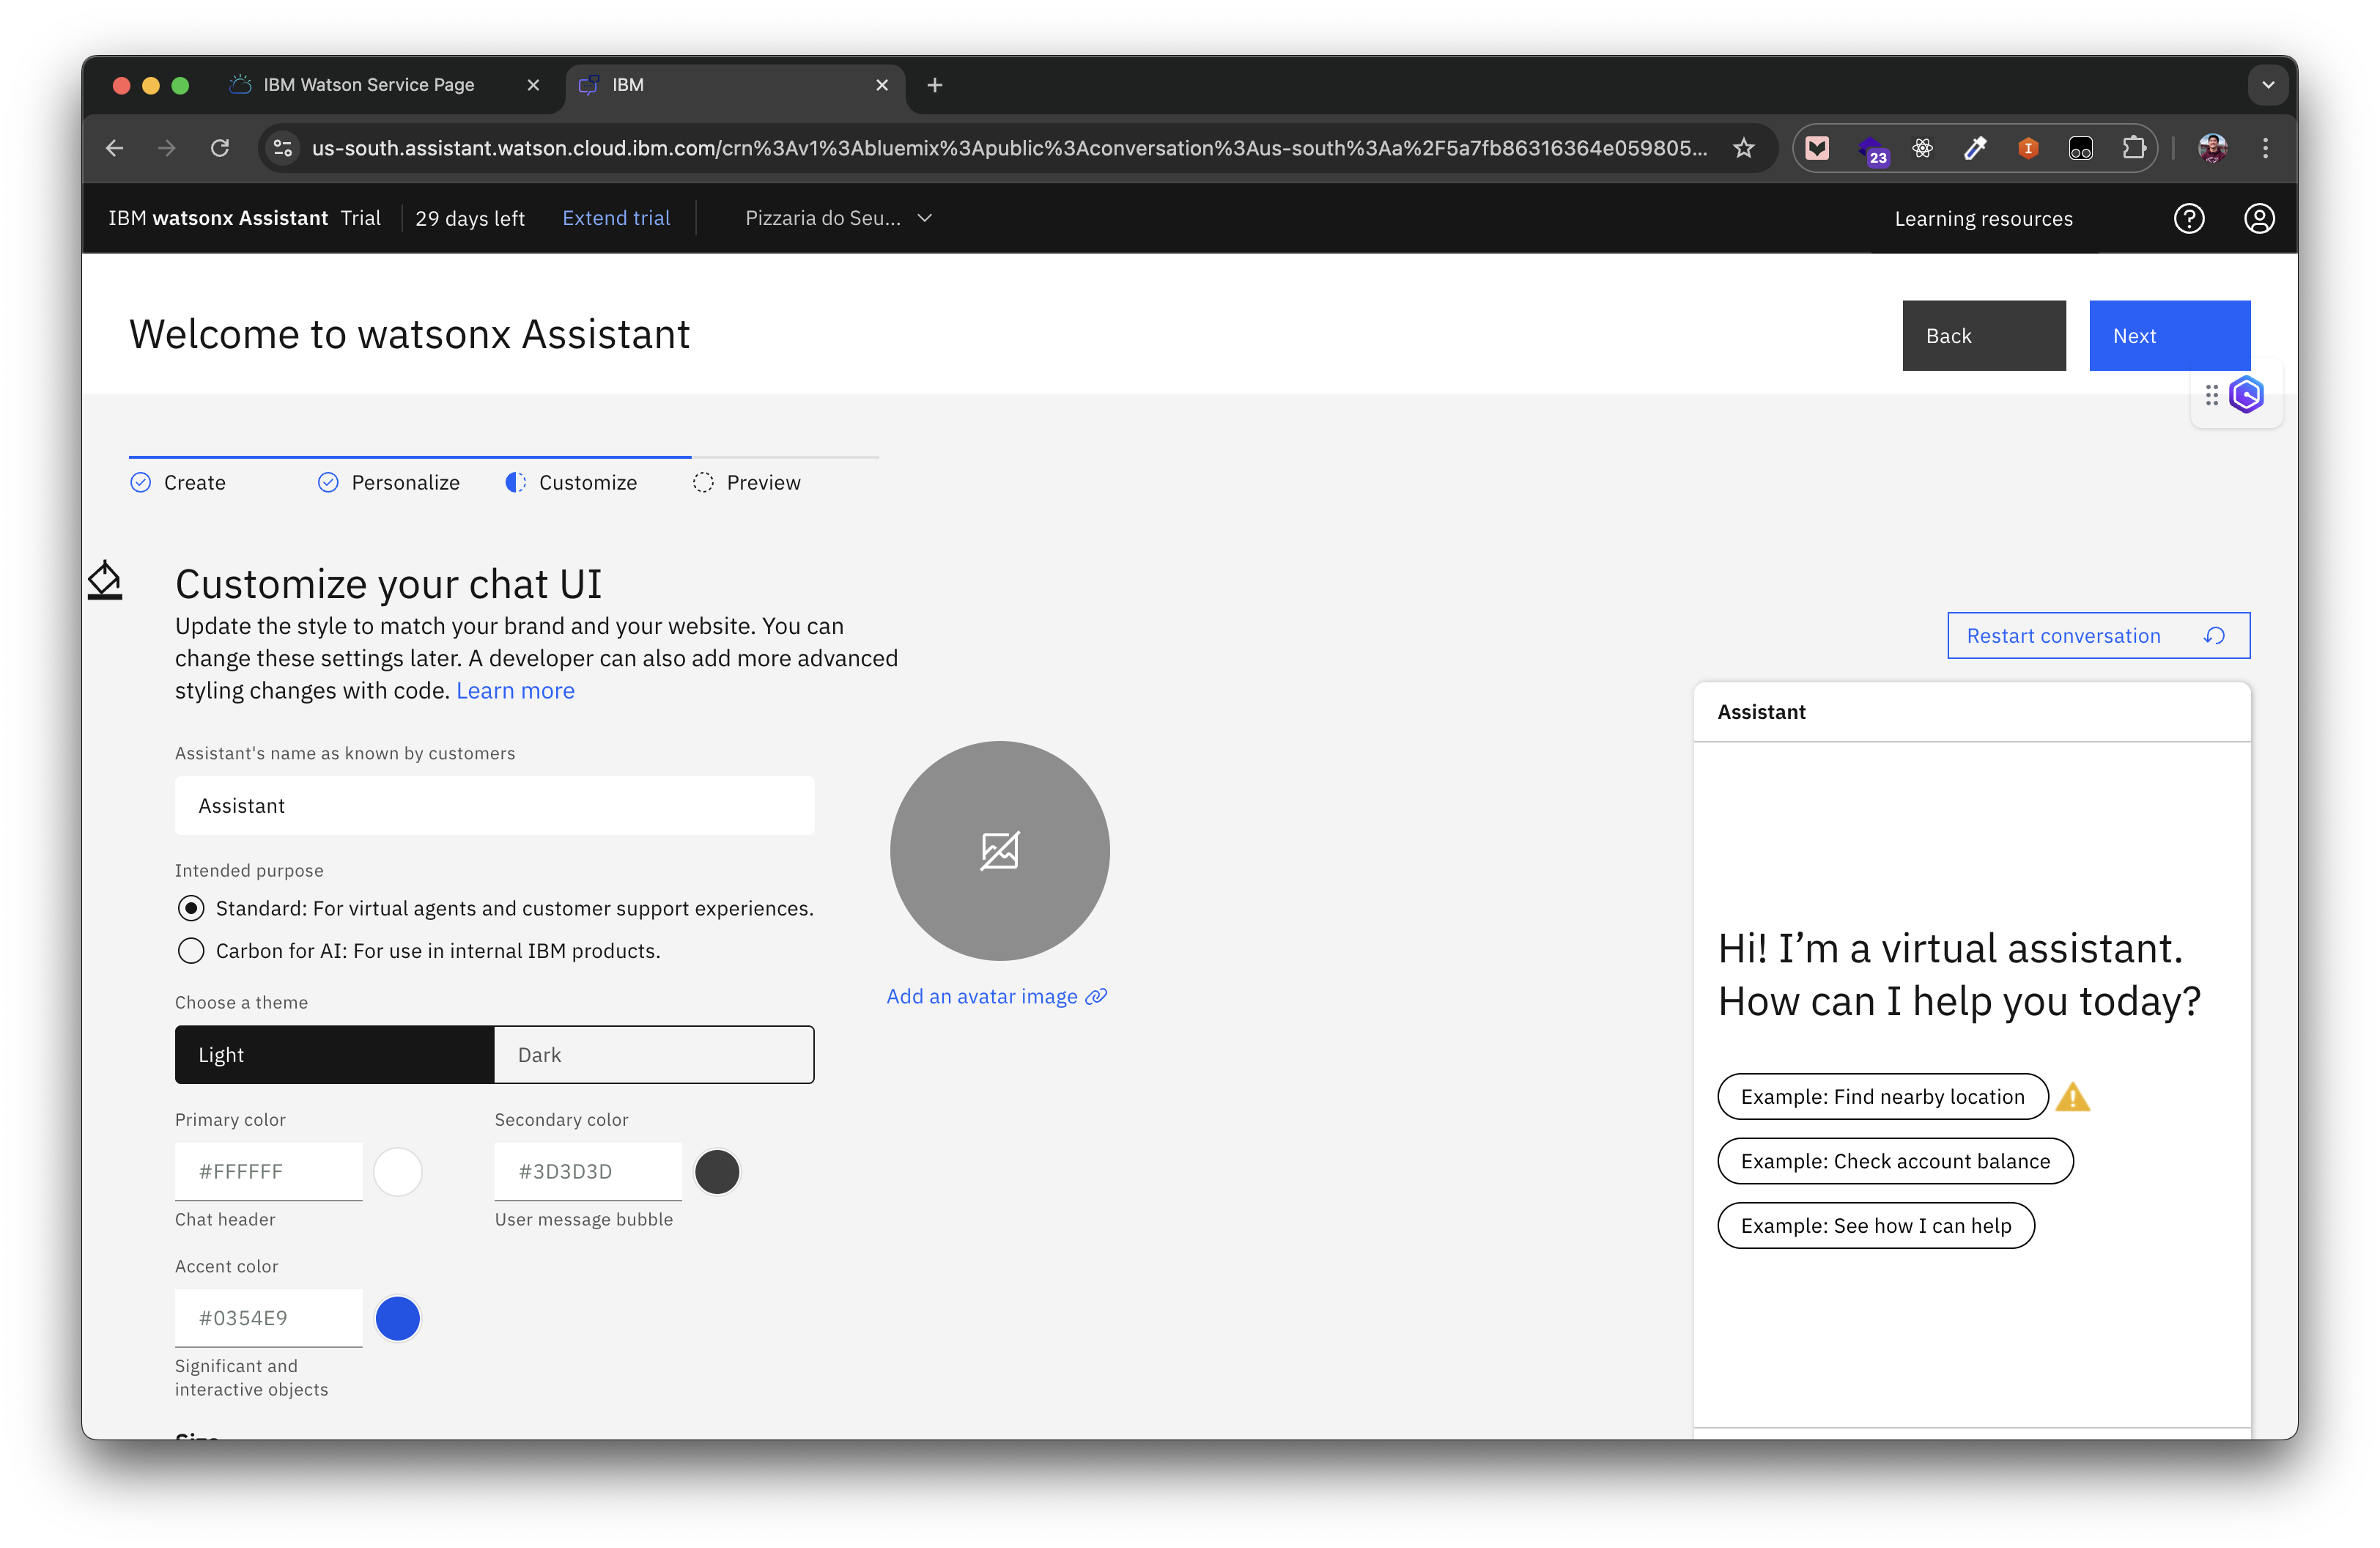 IBM Watson Service Page
IBM
us-south.assistant.watson.cloud.ibm.com/crn%3Av1%3Abluemix%3Apublic%3Aconversation%3Aus-south%3Aa%2F5a7fb86316364e059805...
23
IBM watsonx Assistant Trial
29 days left
Extend trial
Pizzaria do Seu...
Learning resources
Welcome to watsonx Assistant
Back
Next
Create
Personalize
Customize
Preview
Customize your chat UI
Update the style to match your brand and your website. You can
change these settings later. A developer can also add more advanced
styling changes with code. Learn more
Assistant's name as known by customers
Assistant
Intended purpose
Standard: For virtual agents and customer support experiences.
Carbon for AI: For use in internal IBM products.
Choose a theme
Light
Dark
Primary color
#FFFFFF
Chat header
Secondary color
#3D3D3D
User message bubble
Accent color
#0354E9
Significant and
interactive objects
Size
Add an avatar image
Restart conversation
Assistant
Hi! I’m a virtual assistant.
How can I help you today?
Example: Find nearby location
Example: Check account balance
Example: See how I can help